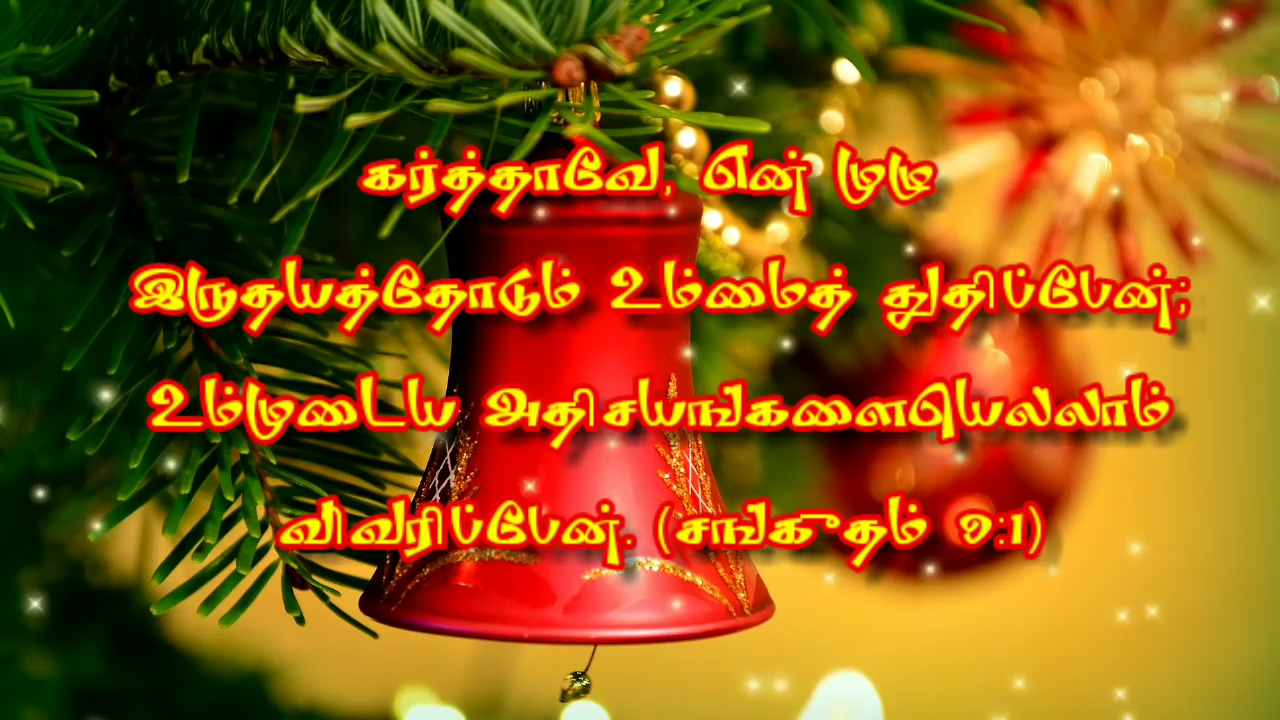 கர்த்தாவே, என் முழு
இருதயத்தோடும் உம்மைத் துதிப்பேன்;
உம்முடைய அதிசயங்களையெல்லாம்
விவரிப்பேன். (சங்குதம் 9:1)